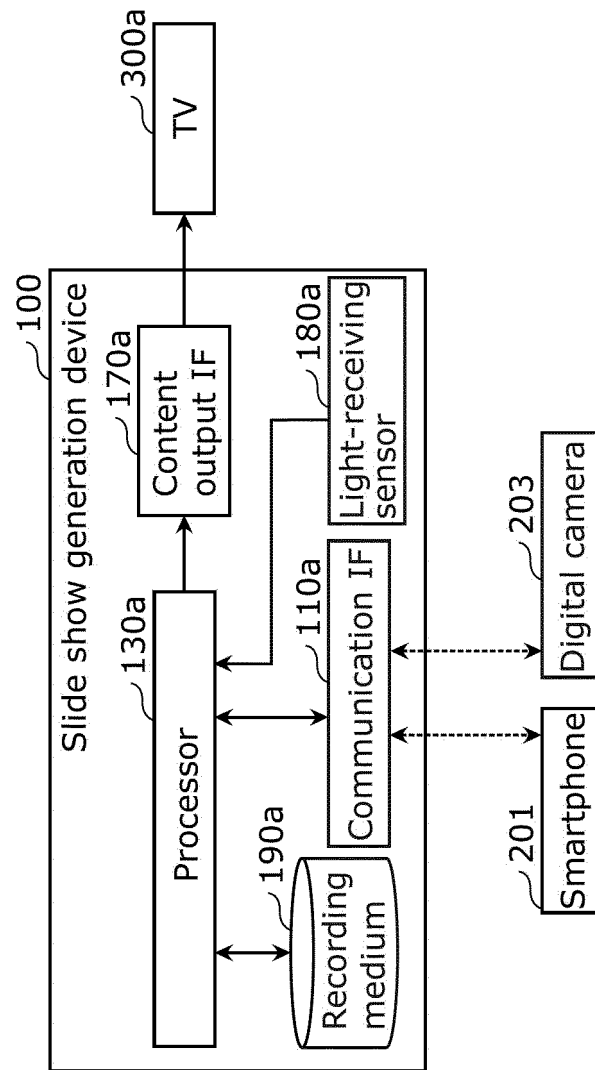 100
Slide show generation device
130a
Processor
170a
Content
output IF
300a
TV
190a
Recording
medium
110a
Communication IF
180a
Light-receiving
sensor
201
Smartphone
203
Digital camera